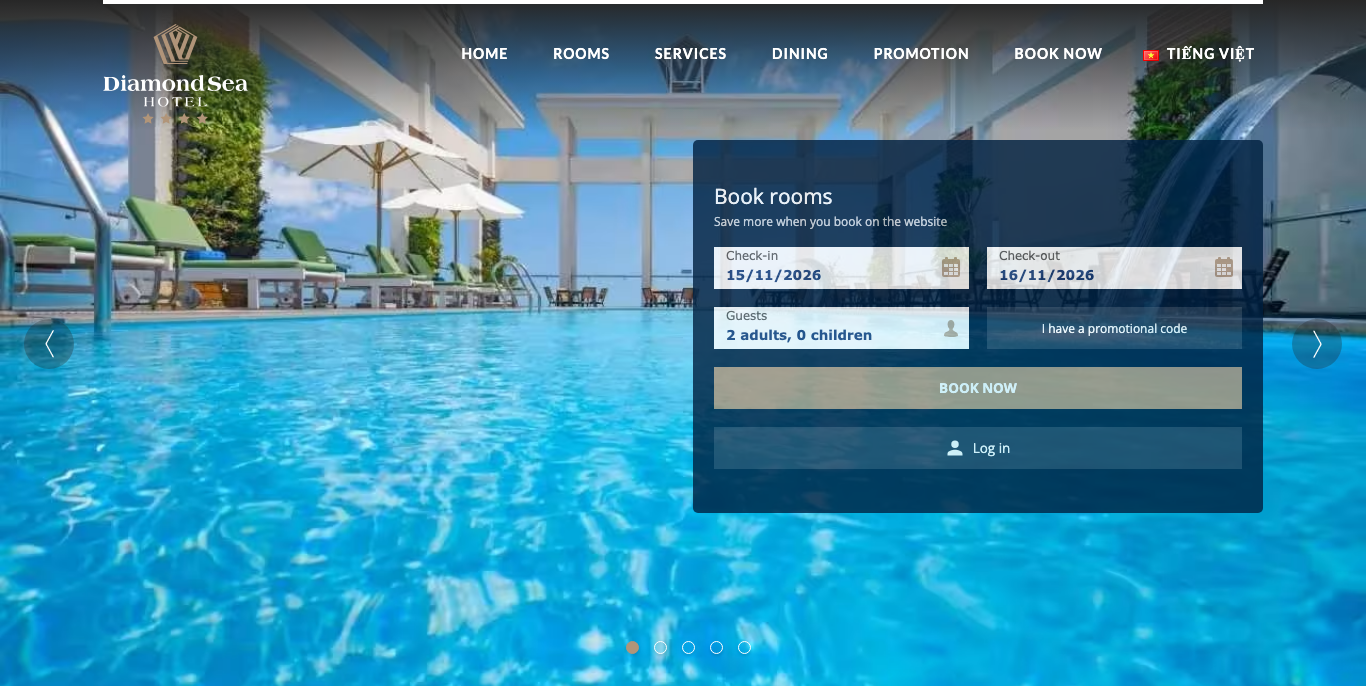 Diamond Sea
HOTEL
HOME
ROOMS
SERVICES
DINING
PROMOTION
BOOK NOW
TIẾNG VIỆT
Book rooms
Save more when you book on the website
Check-in
15/11/2026
Check-out
16/11/2026
Guests
2 adults, 0 children
I have a promotional code
BOOK NOW
Log in